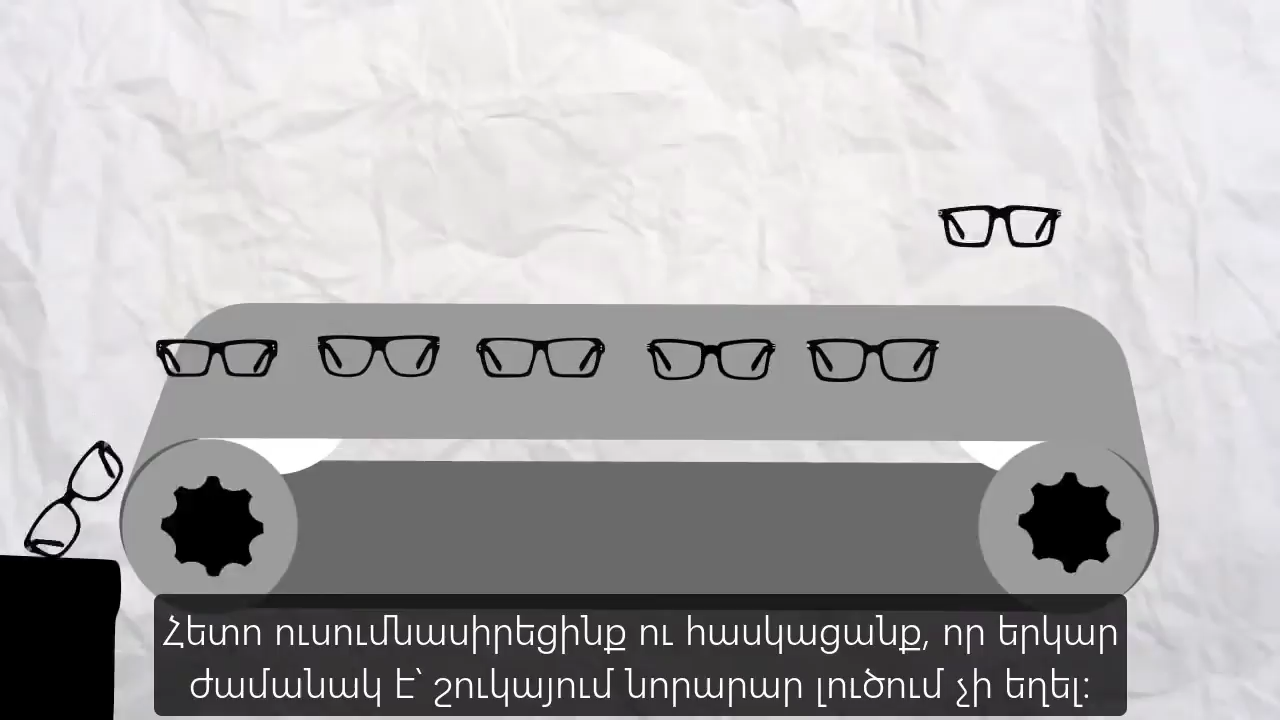 Հետո ուսումնասիրեցինք ու հասկացանք, որ երկար
ժամանակ է՝ շուկայում նորարար լուծում չի եղել։